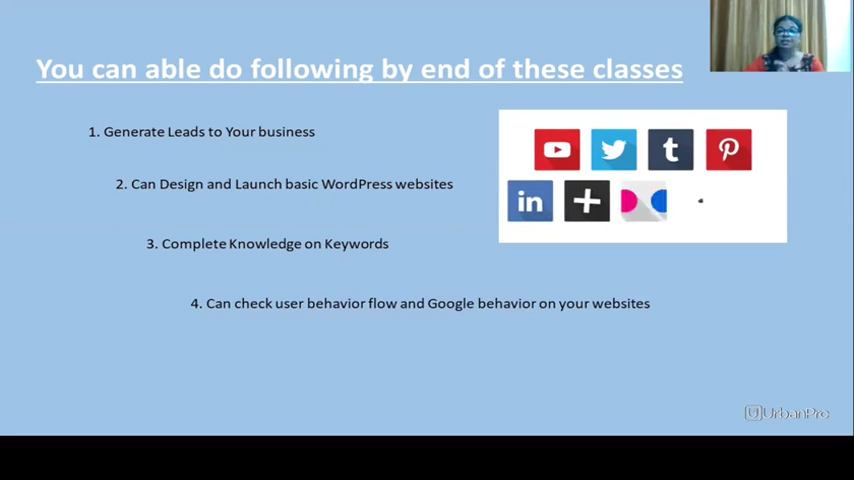 You can able do following by end of these classes
1. Generate Leads to Your business
2. Can Design and Launch basic WordPress websites
3. Complete Knowledge on Keywords
4. Can check user behavior flow and Google behavior on your websites
t
in
U UrbanPro